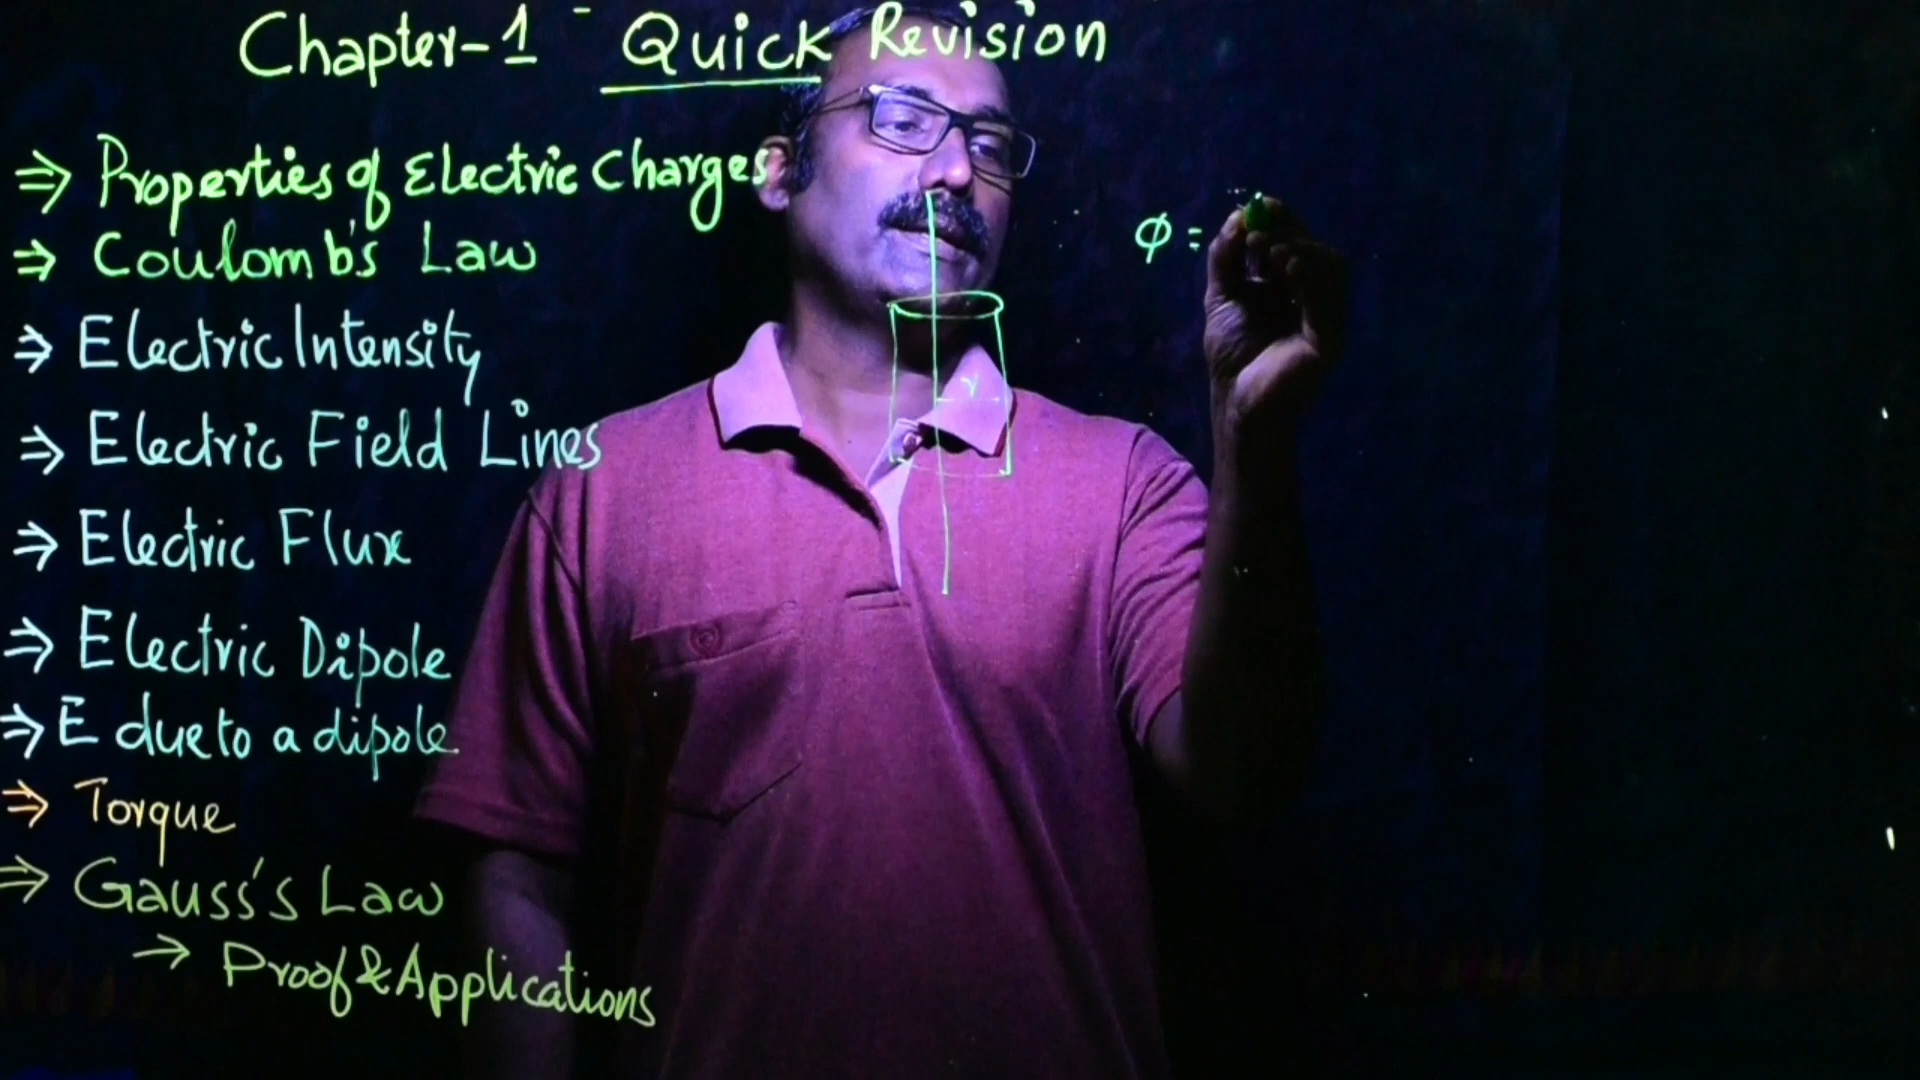 Chapter-1 Quick Revision
⇒ Properties of Electric Charges
⇒ Coulomb's Law
⇒ Electric Intensity
⇒ Electric Field Lines
⇒ Electric Flux
⇒ Electric Dipole
⇒ E due to a dipole
⇒ Torque
⇒ Gauss's Law
→ Proof & Applications
r
φ =